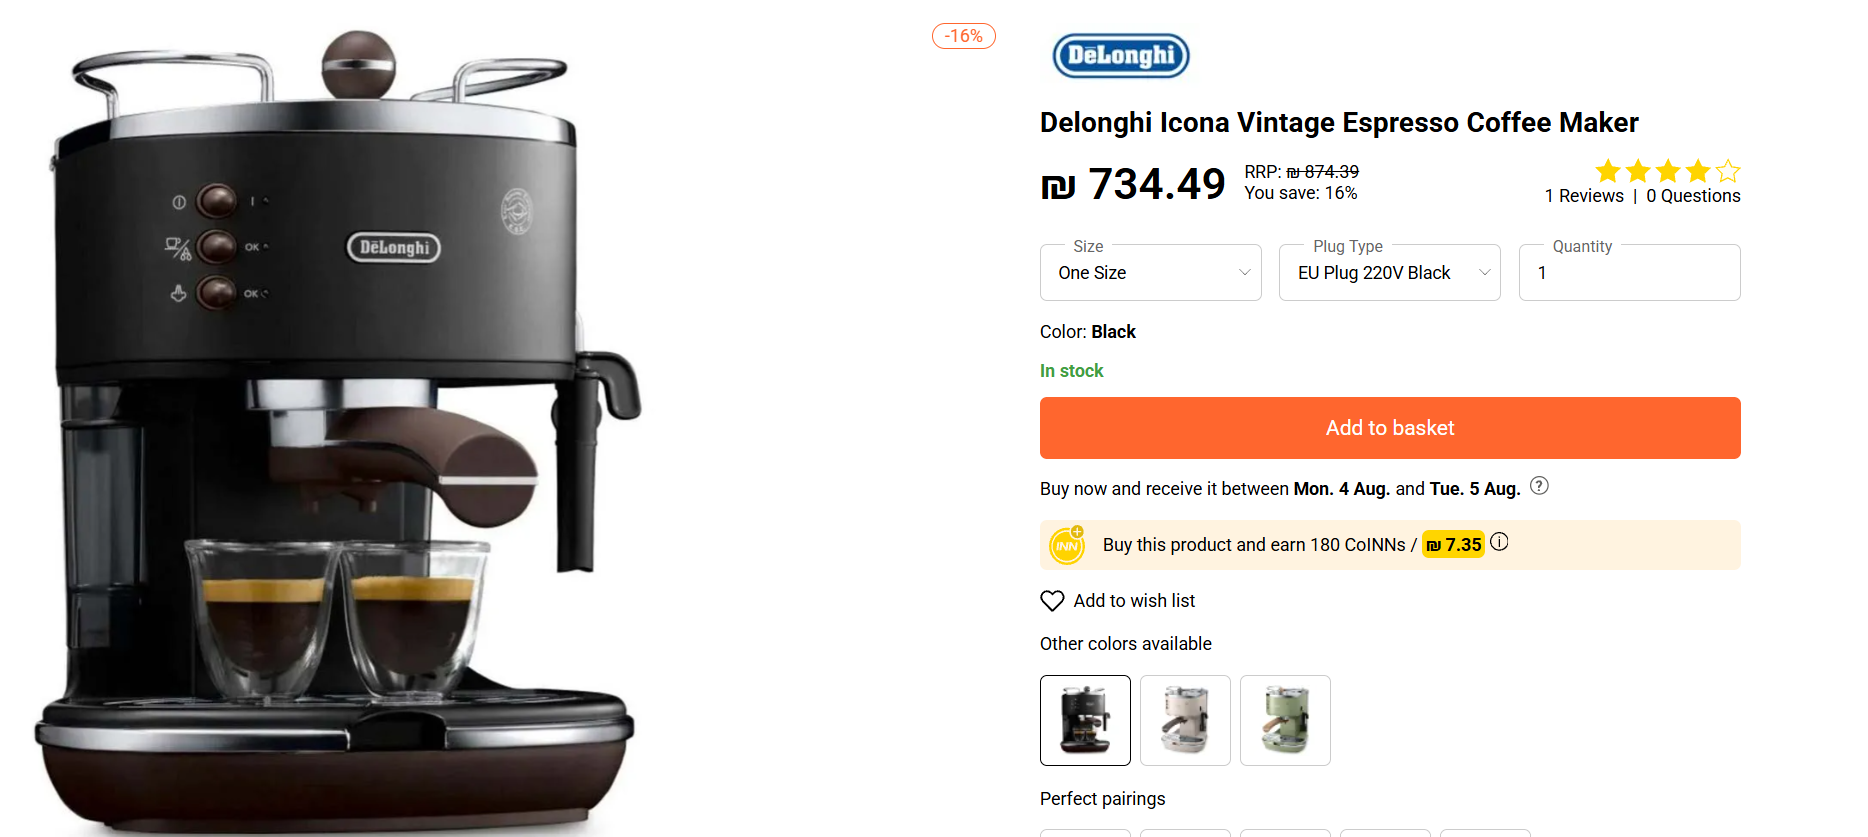 -16%
DeLonghi
Delonghi Icona Vintage Espresso Coffee Maker
₪ 734.49
RRP: ₪ 874.39
You save: 16%
1 Reviews | 0 Questions
Size
One Size
Plug Type
EU Plug 220V Black
Quantity
1
Color: Black
In stock
Add to basket
Buy now and receive it between Mon. 4 Aug. and Tue. 5 Aug. ?
INN + Buy this product and earn 180 CoINNs / ₪ 7.35 i
Add to wish list
Other colors available
Perfect pairings
I
OK
DeLonghi
OK